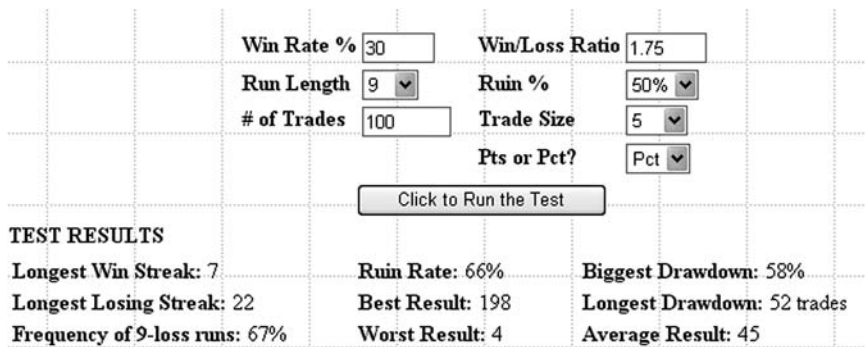 Win Rate % 30 Win/Loss Ratio 1.75
Run Length 9 Ruin % 50%
# of Trades 100 Trade Size 5
Pts or Pct? Pct
Click to Run the Test
TEST RESULTS
Longest Win Streak: 7 Ruin Rate: 66% Biggest Drawdown: 58%
Longest Losing Streak: 22 Best Result: 198 Longest Drawdown: 52 trades
Frequency of 9-loss runs: 67% Worst Result: 4 Average Result: 45